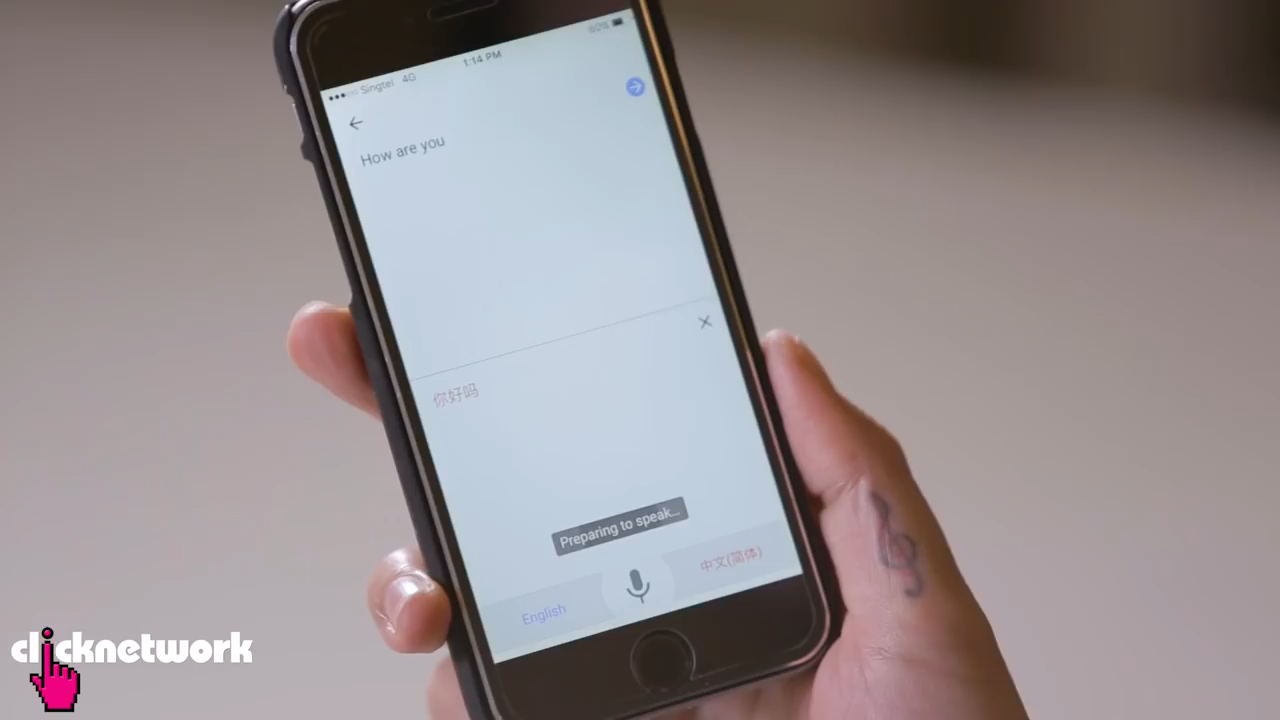 Singtel 4G 1:14 PM 60%
How are you
你好吗
Preparing to speak...
English 中文(简体)
clicknetwork